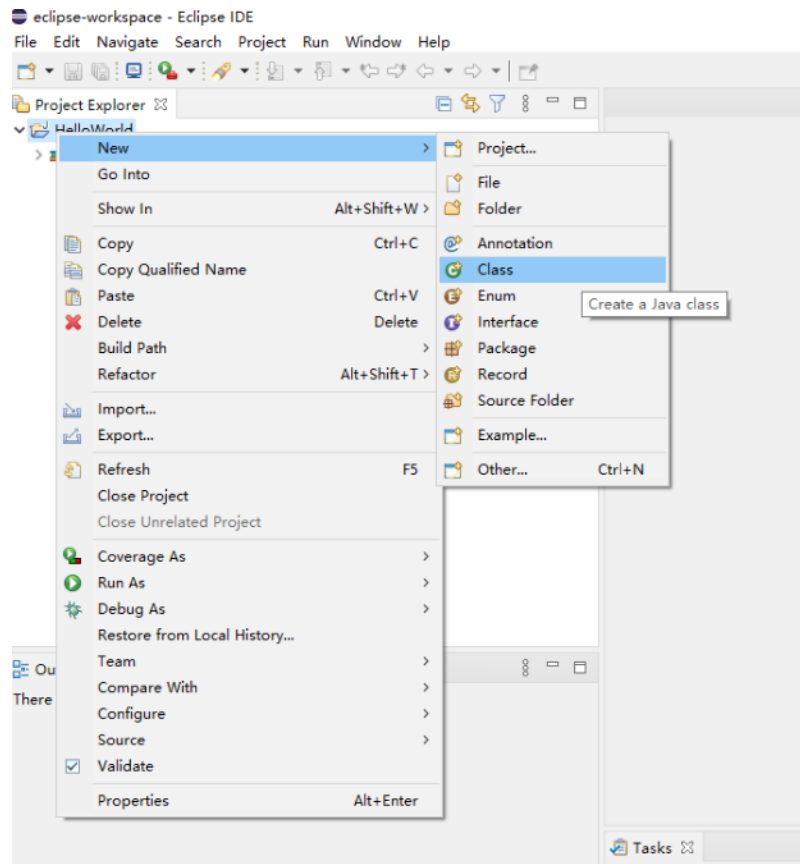 eclipse-workspace - Eclipse IDE
File Edit Navigate Search Project Run Window Help
Project Explorer
HelloWorld
New
Go Into
Show In Alt+Shift+W
Copy Ctrl+C
Copy Qualified Name
Paste Ctrl+V
Delete Delete
Build Path
Refactor Alt+Shift+T
Import...
Export...
Refresh F5
Close Project
Close Unrelated Project
Coverage As
Run As
Debug As
Restore from Local History...
Team
Compare With
Configure
Source
Validate
Properties Alt+Enter
Project...
File
Folder
Annotation
Class
Enum
Interface
Package
Record
Source Folder
Example...
Other... Ctrl+N
Create a Java class
Ou
There
Tasks